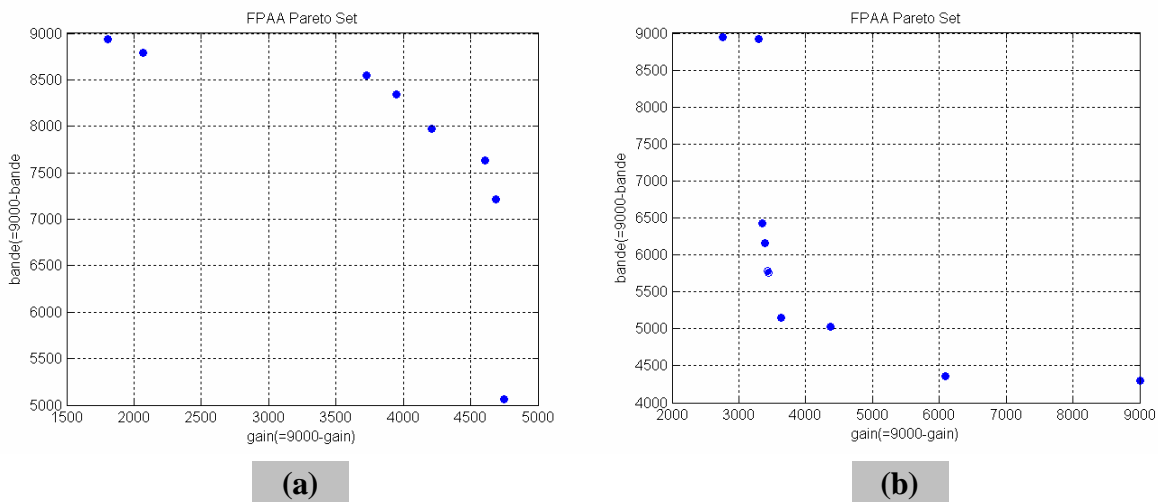 FPAA Pareto Set
9000
8500
8000
7500
7000
6500
6000
5500
5000
1500 2000 2500 3000 3500 4000 4500 5000
bande(=9000-bande)
gain(=9000-gain)
(a)
FPAA Pareto Set
9000
8500
8000
7500
7000
6500
6000
5500
5000
4500
4000
2000 3000 4000 5000 6000 7000 8000 9000
bande(=9000-bande
gain(=9000-gain)
(b)